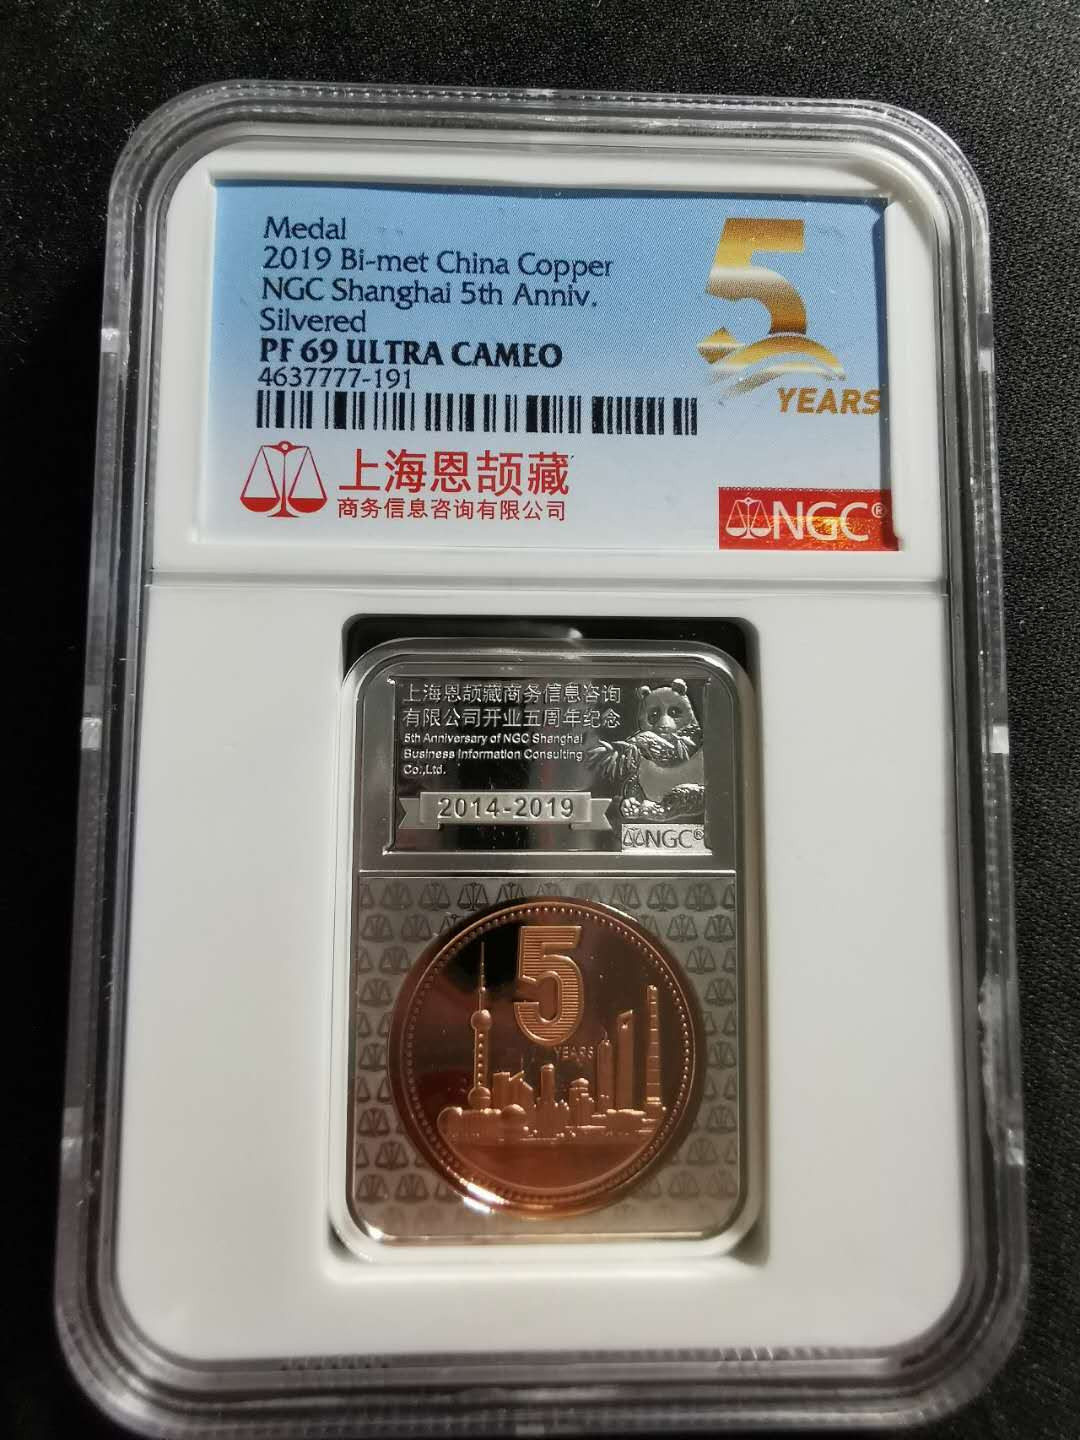 Medal
2019 Bi-met China Copper
NGC Shanghai 5th Anniv.
Silvered
PF 69 ULTRA CAMEO
4637777-191
5
YEARS
上海恩颉藏
商务信息咨询有限公司
NGC®
上海恩颉藏商务信息咨询
有限公司开业五周年纪念
5th Anniversary of NGC Shanghai
Business Information Consulting
Co.,Ltd.
2014-2019
NGC®
5
YEARS